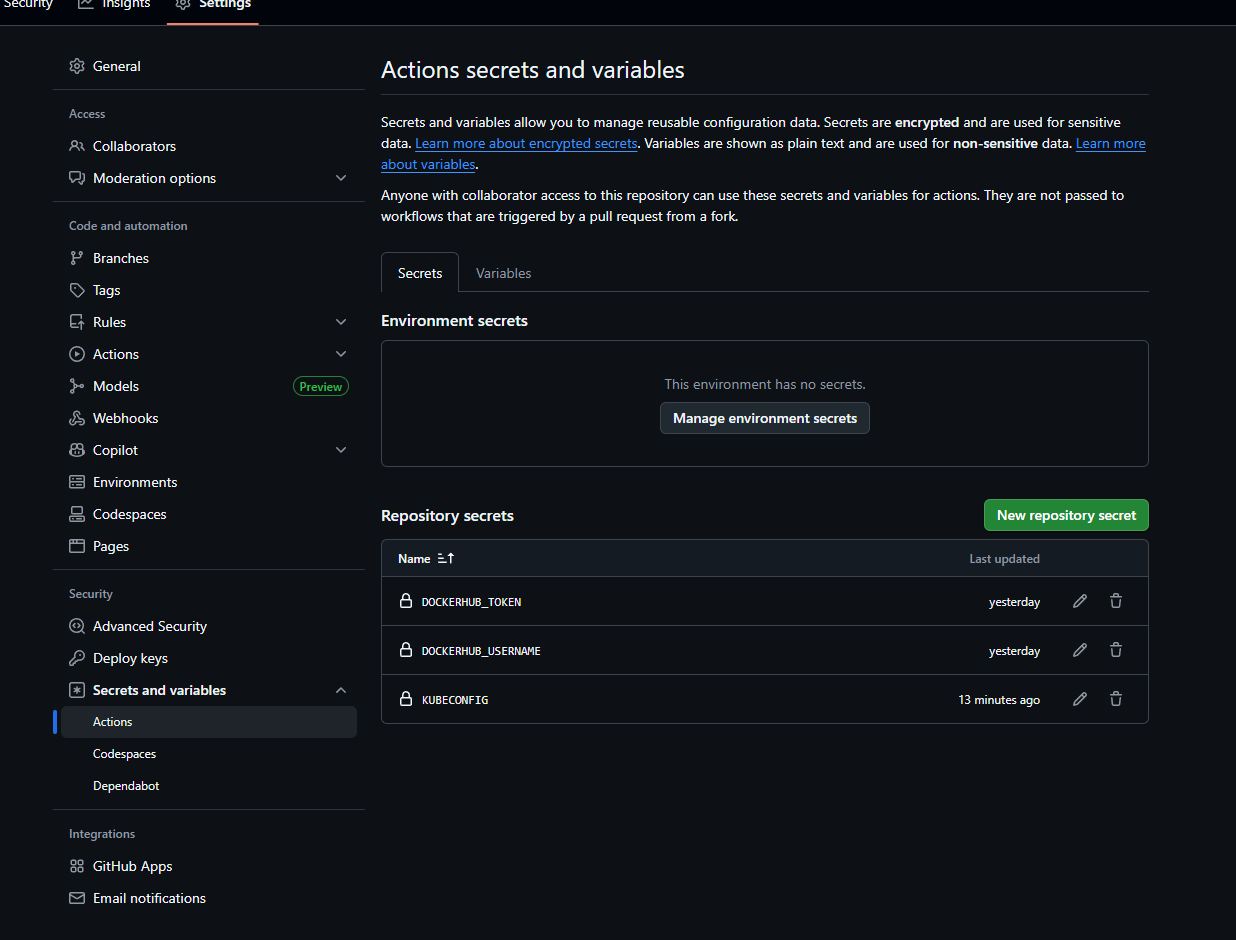 Security Insights Settings
General
Access
Collaborators
Moderation options
Code and automation
Branches
Tags
Rules
Actions
Models Preview
Webhooks
Copilot
Environments
Codespaces
Pages
Security
Advanced Security
Deploy keys
Secrets and variables
Actions
Codespaces
Dependabot
Integrations
GitHub Apps
Email notifications
Actions secrets and variables
Secrets and variables allow you to manage reusable configuration data. Secrets are encrypted and are used for sensitive
data. Learn more about encrypted secrets. Variables are shown as plain text and are used for non-sensitive data. Learn more
about variables.
Anyone with collaborator access to this repository can use these secrets and variables for actions. They are not passed to
workflows that are triggered by a pull request from a fork.
Secrets Variables
Environment secrets
This environment has no secrets.
Manage environment secrets
Repository secrets New repository secret
Name Last updated
DOCKERHUB_TOKEN yesterday
DOCKERHUB_USERNAME yesterday
KUBECONFIG 13 minutes ago